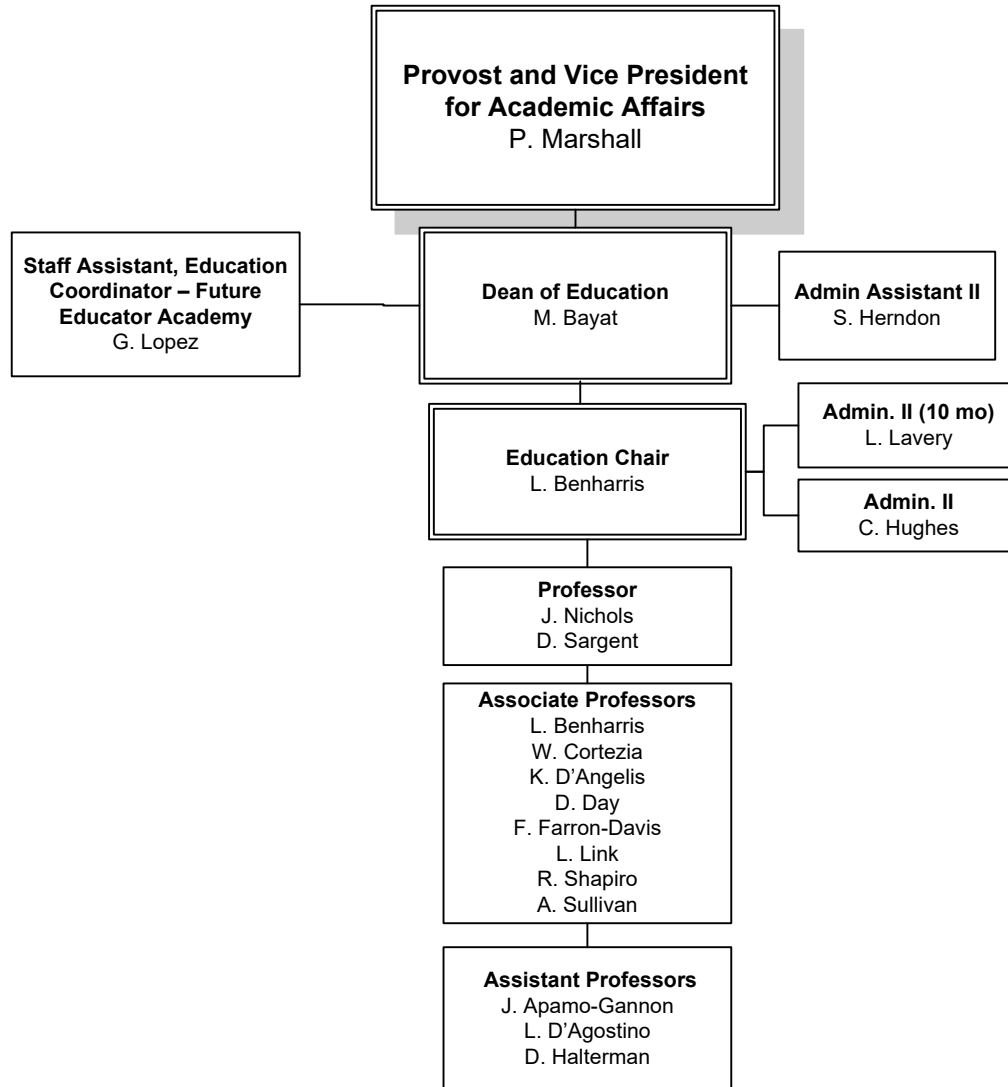 Provost and Vice President
for Academic Affairs
P. Marshall
Staff Assistant, Education
Coordinator – Future
Educator Academy
G. Lopez
Dean of Education
M. Bayat
Admin Assistant II
S. Herndon
Education Chair
L. Benharris
Admin. II (10 mo)
L. Lavery
Admin. II
C. Hughes
Professor
J. Nichols
D. Sargent
Associate Professors
L. Benharris
W. Cortezia
K. D’Angelis
D. Day
F. Farron-Davis
L. Link
R. Shapiro
A. Sullivan
Assistant Professors
J. Apamo-Gannon
L. D’Agostino
D. Halterman